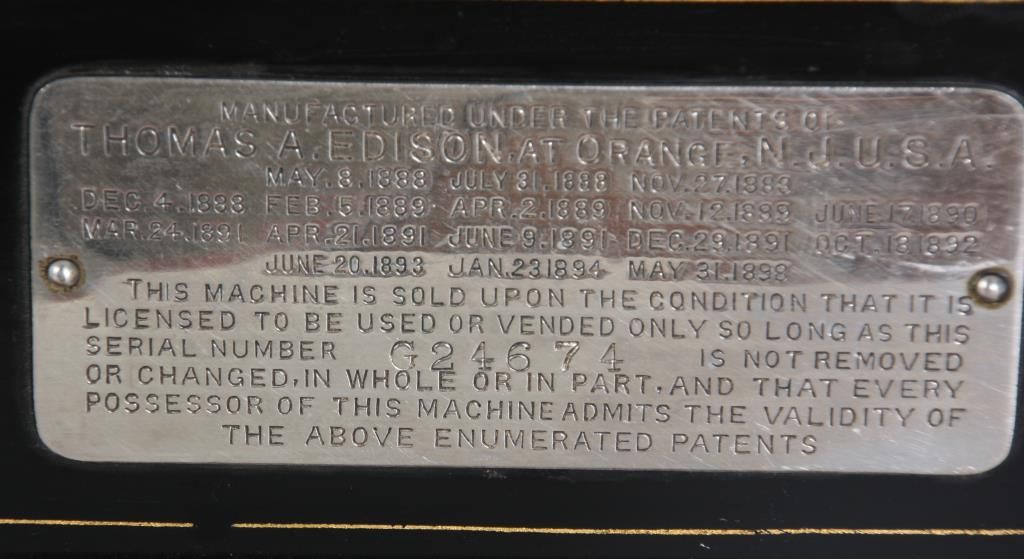 MANUFACTURED UNDER THE PATENTS OF
THOMAS A. EDISON, AT ORANGE, N.J.U.S.A.
MAY.8.1888 JULY 31.1888 NOV.27.1888
DEC.4.1888 FEB.5.1889 APR.2.1889 NOV.12.1889 JUNE 17.1890
MAR.24.1891 APR.21.1891 JUNE 9.1891 DEC.29.1891 OCT.18.1892
JUNE 20.1893 JAN.23.1894 MAY 31.1898
THIS MACHINE IS SOLD UPON THE CONDITION THAT IT IS
LICENSED TO BE USED OR VENDED ONLY SO LONG AS THIS
SERIAL NUMBER G24674 IS NOT REMOVED
OR CHANGED, IN WHOLE OR IN PART, AND THAT EVERY
POSSESSOR OF THIS MACHINE ADMITS THE VALIDITY OF
THE ABOVE ENUMERATED PATENTS